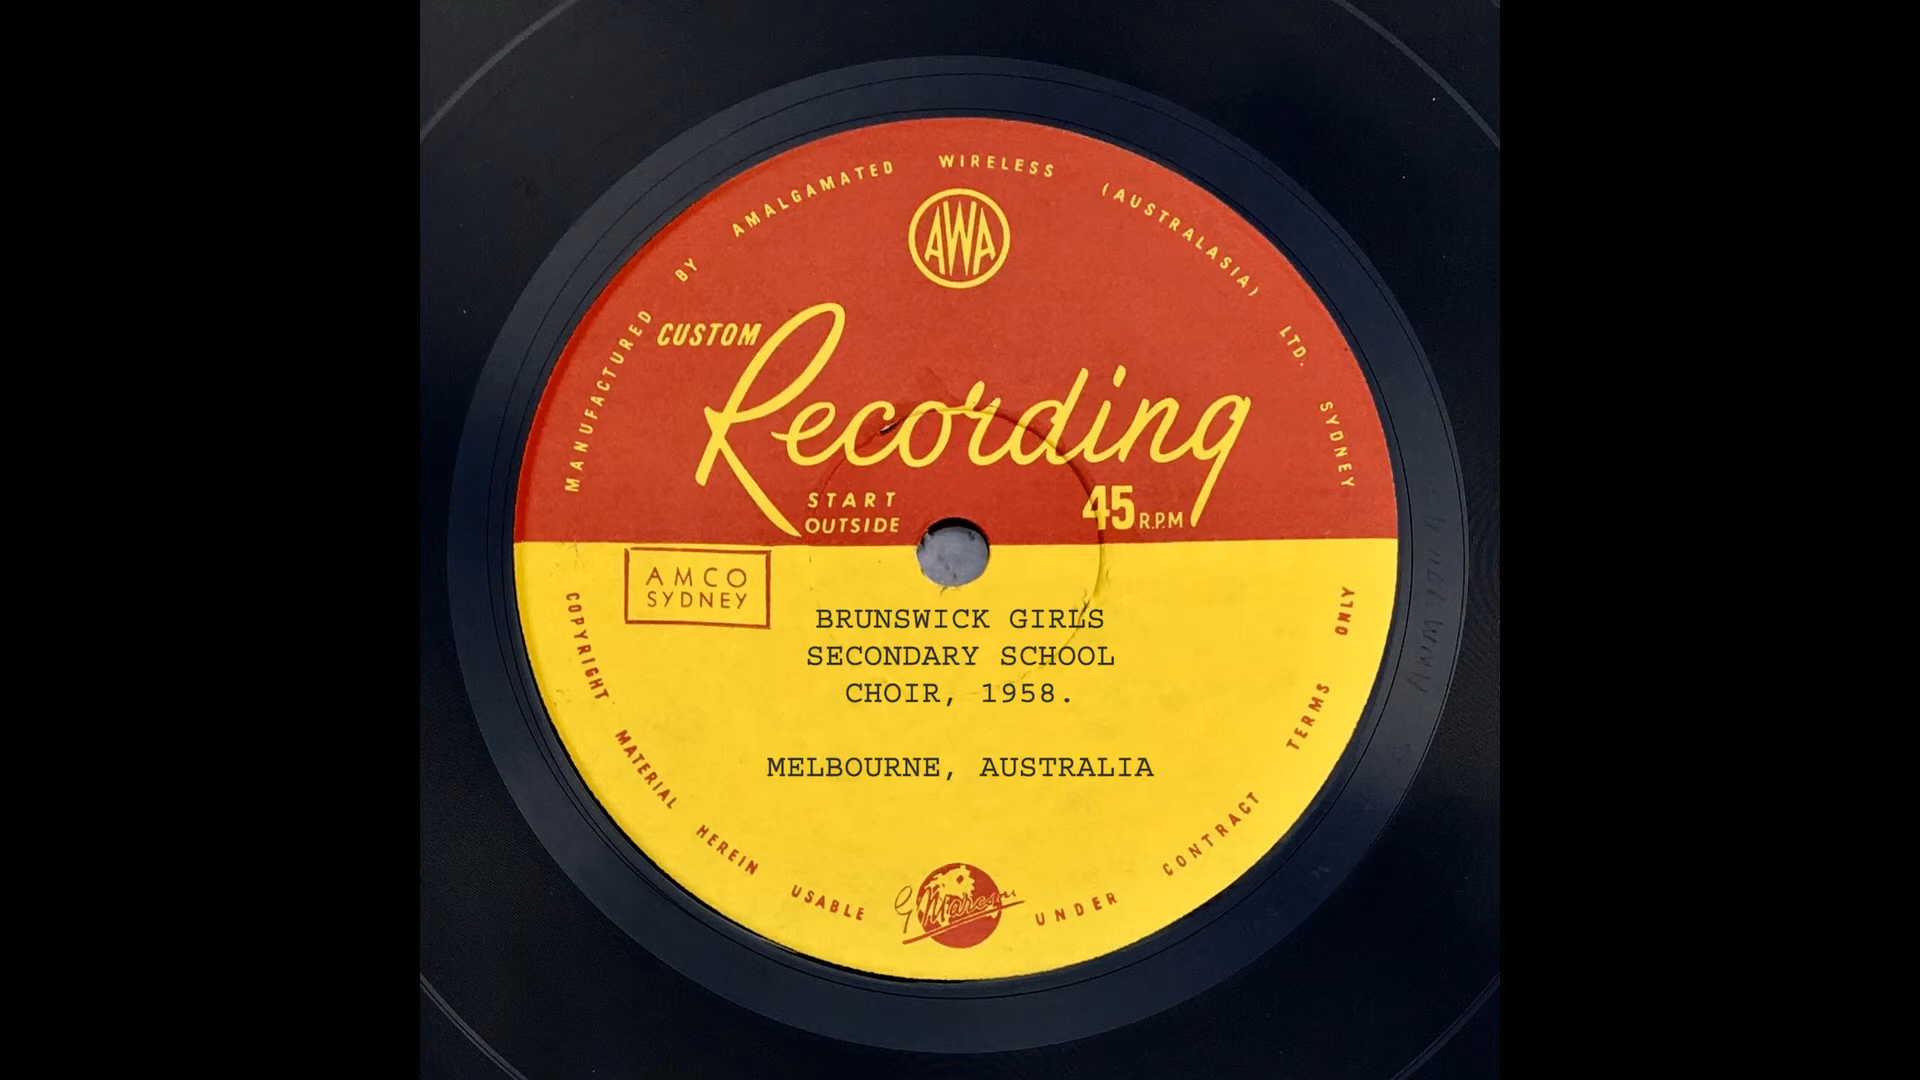 MANUFACTURED BY AMALGAMATED WIRELESS (AUSTRALASIA) LTD. SYDNEY
AWA
CUSTOM
Recording
START
OUTSIDE
45 R.P.M
AMCO
SYDNEY
BRUNSWICK GIRLS
SECONDARY SCHOOL
CHOIR, 1958.
MELBOURNE, AUSTRALIA
COPYRIGHT MATERIAL HEREIN USABLE UNDER CONTRACT TERMS ONLY
G Marconi